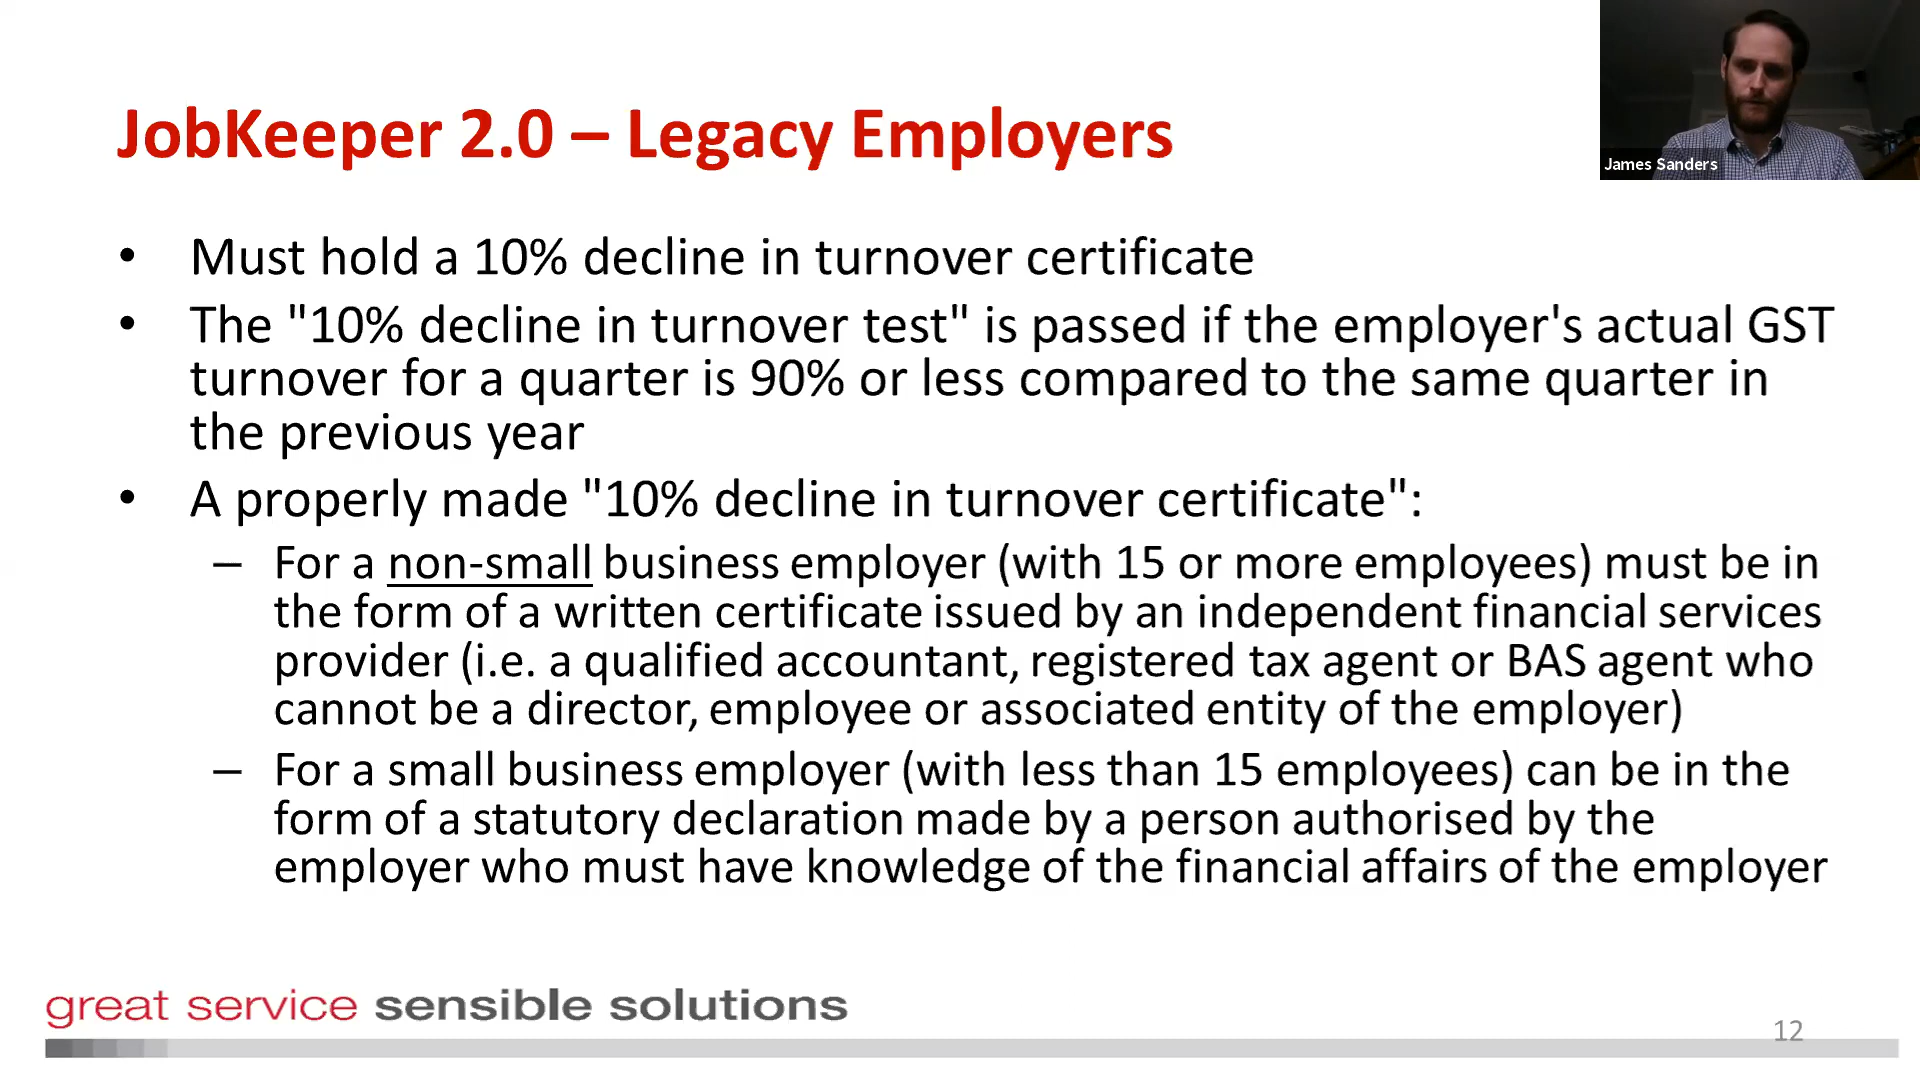 JobKeeper 2.0 – Legacy Employers
James Sanders
• Must hold a 10% decline in turnover certificate
• The "10% decline in turnover test" is passed if the employer's actual GST
turnover for a quarter is 90% or less compared to the same quarter in
the previous year
• A properly made "10% decline in turnover certificate":
– For a non-small business employer (with 15 or more employees) must be in
the form of a written certificate issued by an independent financial services
provider (i.e. a qualified accountant, registered tax agent or BAS agent who
cannot be a director, employee or associated entity of the employer)
– For a small business employer (with less than 15 employees) can be in the
form of a statutory declaration made by a person authorised by the
employer who must have knowledge of the financial affairs of the employer
great service sensible solutions
12